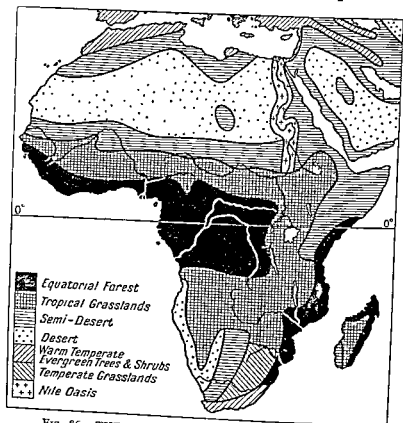 0° 0°
Equatorial Forest
Tropical Grasslands
Semi-Desert
Desert
Warm Temperate
Evergreen Trees & Shrubs
Temperate Grasslands
Nile Oasis